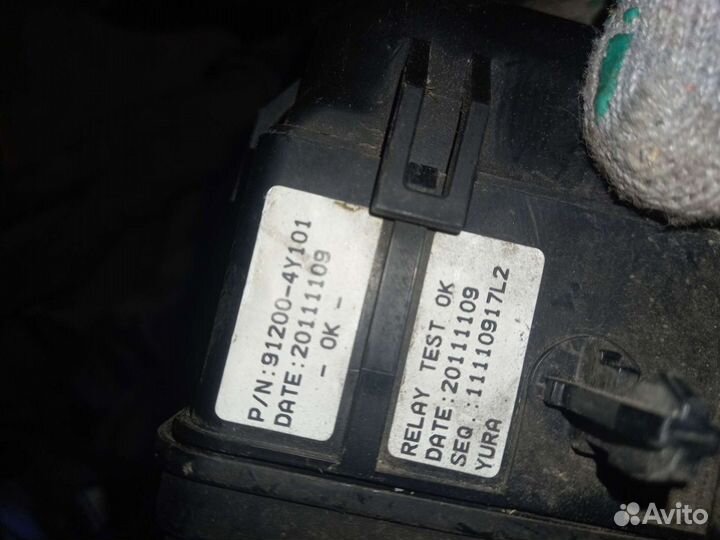 P/N:91200-4Y101
DATE:20111109
- OK -
RELAY TEST OK
DATE:20111109
SEQ :11110917L2
YURA
Avito